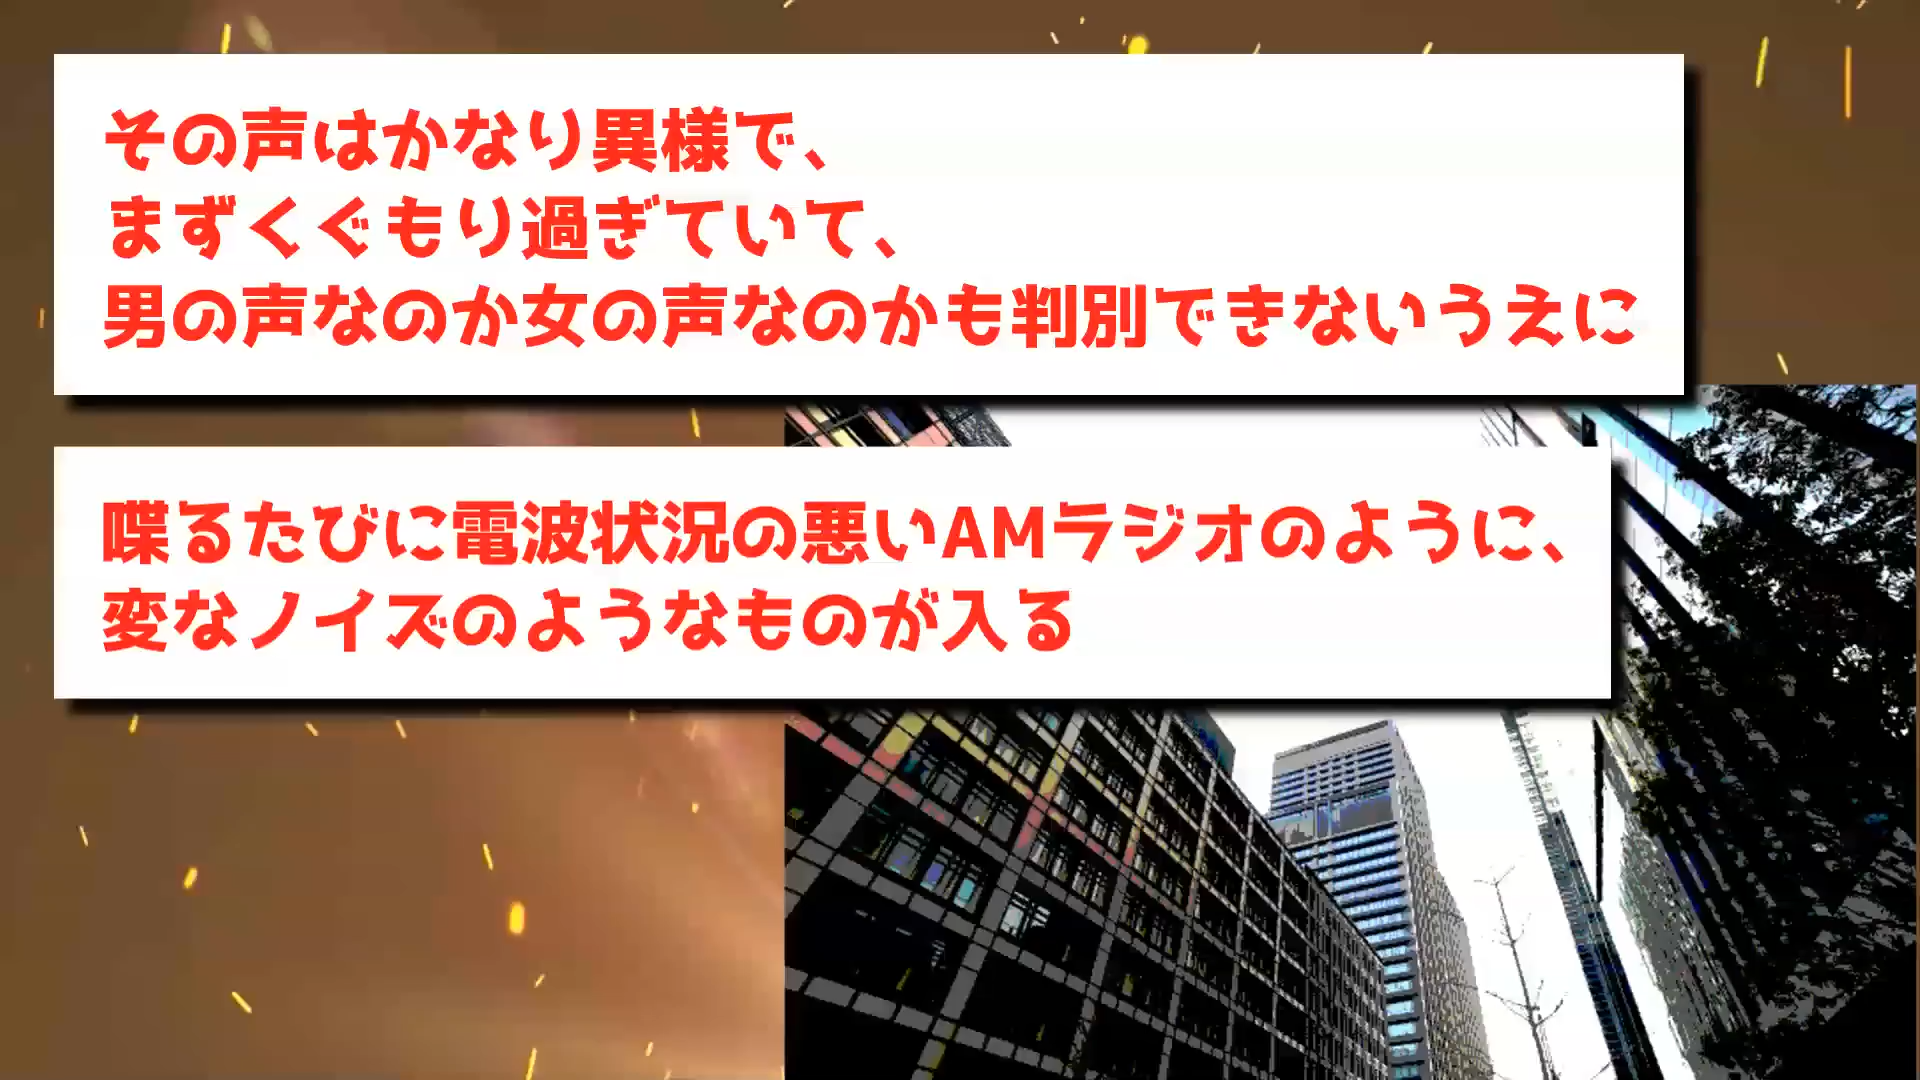 その声はかなり異様で、
まずくぐもり過ぎていて、
男の声なのか女の声なのかも判別できないうえに
喋るたびに電波状況の悪いAMラジオのように、
変なノイズのようなものが入る